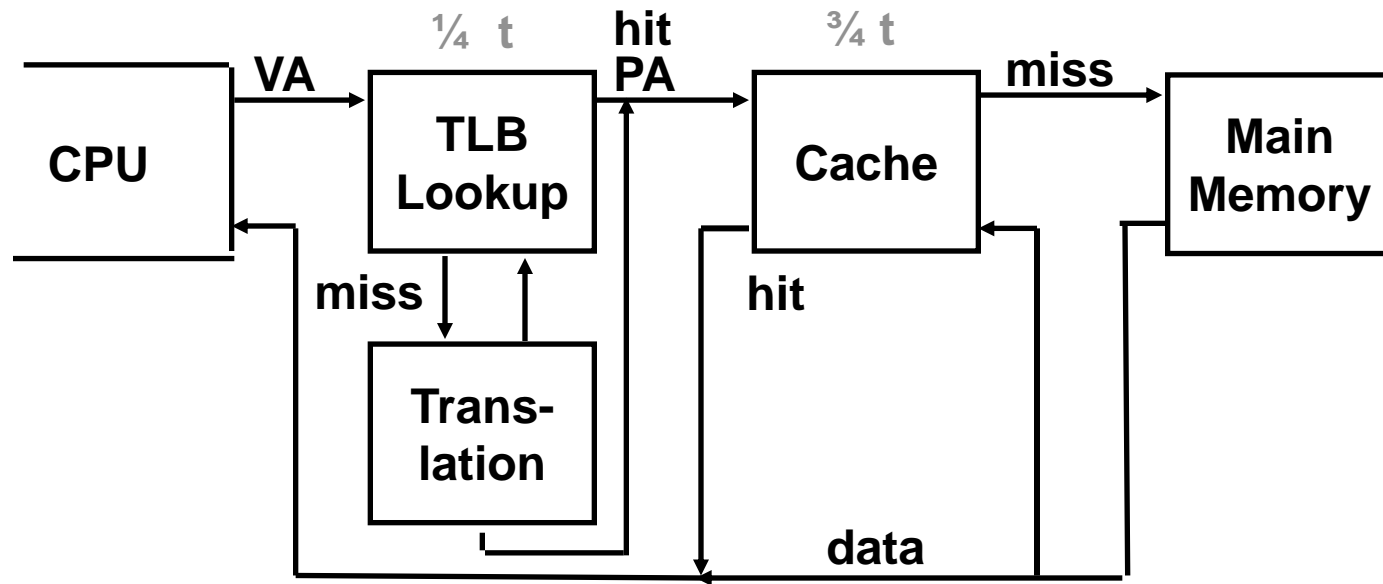 ¼ t
hit
¾ t
VA
PA
miss
CPU
TLB
Lookup
Cache
Main
Memory
miss
hit
Trans-
lation
data